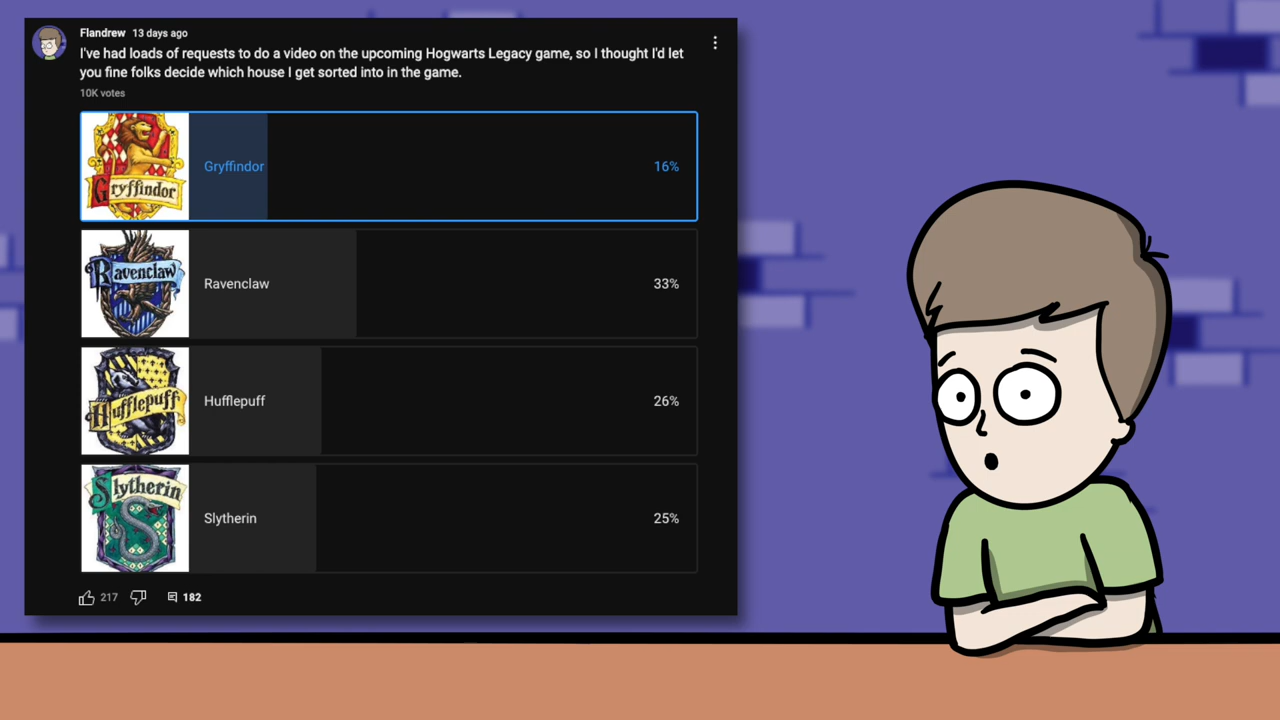 Flandrew 13 days ago
I've had loads of requests to do a video on the upcoming Hogwarts Legacy game, so I thought I'd let
you fine folks decide which house I get sorted into in the game.
10K votes
Gryffindor
Gryffindor 16%
Ravenclaw
Ravenclaw 33%
Hufflepuff
Hufflepuff 26%
Slytherin
Slytherin 25%
217 182